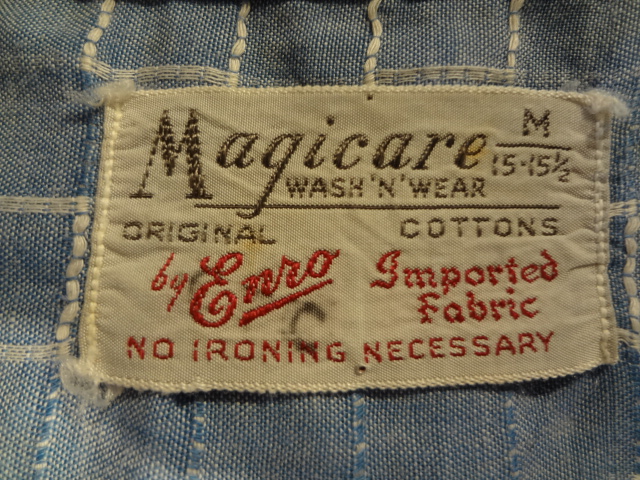 Magicare M
WASH 'N' WEAR 15-15½
ORIGINAL COTTONS
by Enro Imported
Fabric
NO IRONING NECESSARY